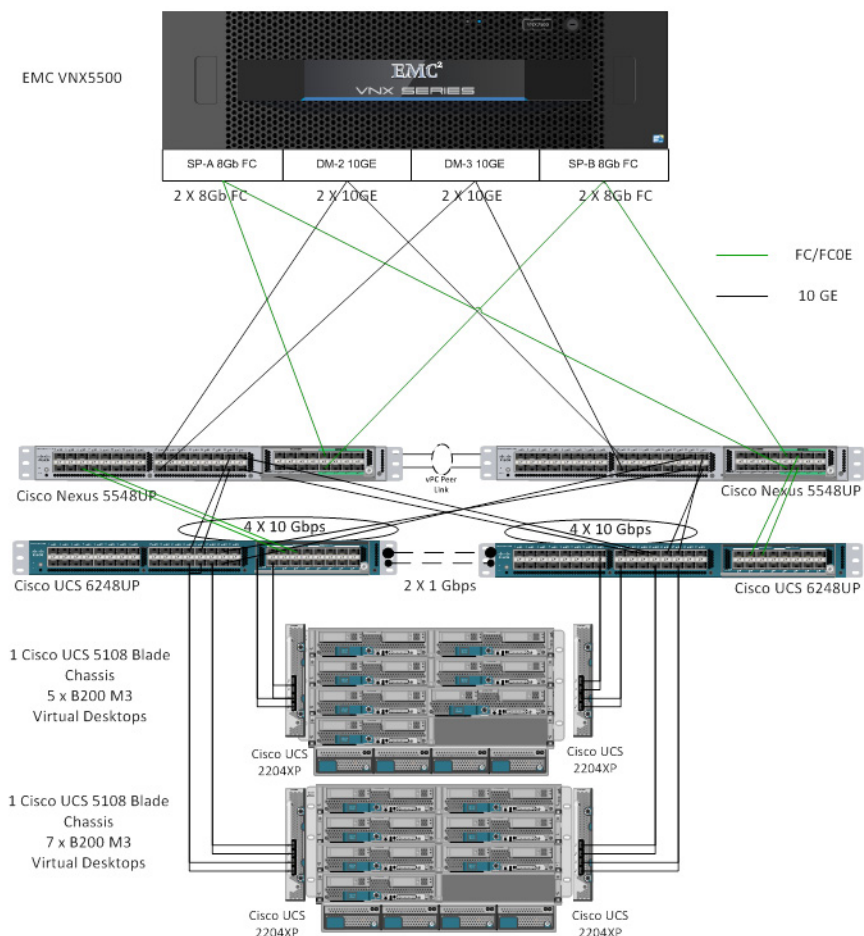 EMC VNX5500
EMC²
VNX SERIES
SP-A 8Gb FC
DM-2 10GE
DM-3 10GE
SP-B 8Gb FC
2 X 8Gb FC
2 X 10GE
2 X 10GE
2 X 8Gb FC
FC/FC0E
10 GE
vPC Peer
Link
Cisco Nexus 5548UP
Cisco Nexus 5548UP
4 X 10 Gbps
4 X 10 Gbps
Cisco UCS 6248UP
2 X 1 Gbps
Cisco UCS 6248UP
1 Cisco UCS 5108 Blade
Chassis
5 x B200 M3
Virtual Desktops
Cisco UCS
2204XP
Cisco UCS
2204XP
1 Cisco UCS 5108 Blade
Chassis
7 x B200 M3
Virtual Desktops
Cisco UCS
2204XP
Cisco UCS
2204XP